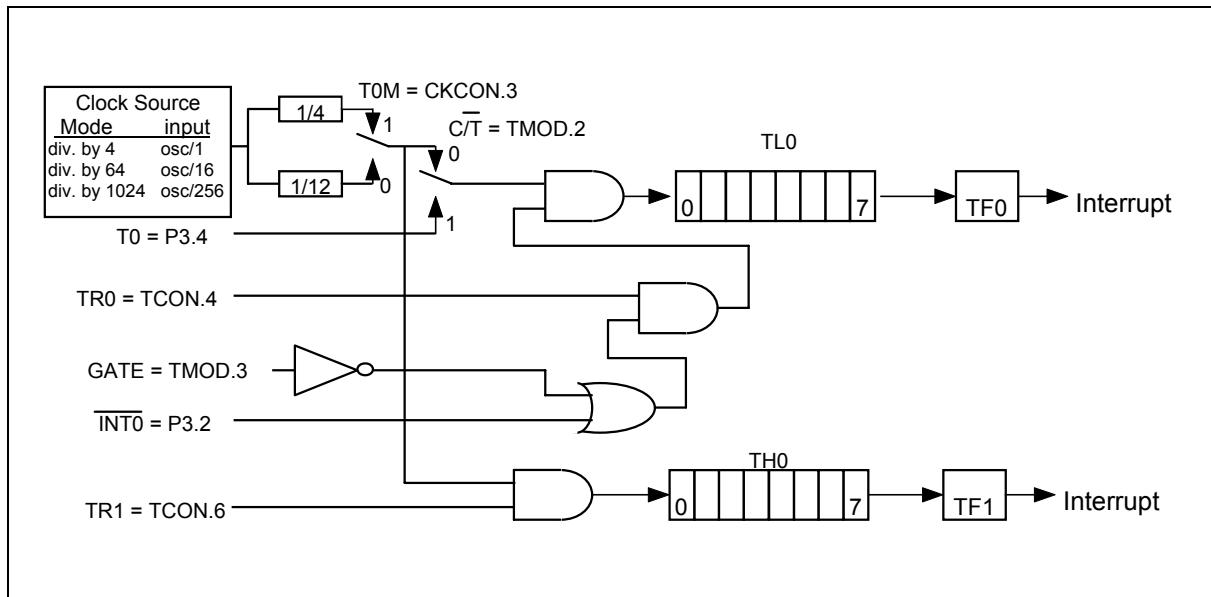 Clock Source
Mode input
div. by 4 osc/1
div. by 64 osc/16
div. by 1024 osc/256
1/4
1/12
T0M = CKCON.3
1
0
C/T̅ = TMOD.2
0
1
T0 = P3.4
TL0
0 7
TF0
Interrupt
TR0 = TCON.4
GATE = TMOD.3
I̅N̅T̅0̅ = P3.2
TR1 = TCON.6
TH0
0 7
TF1
Interrupt